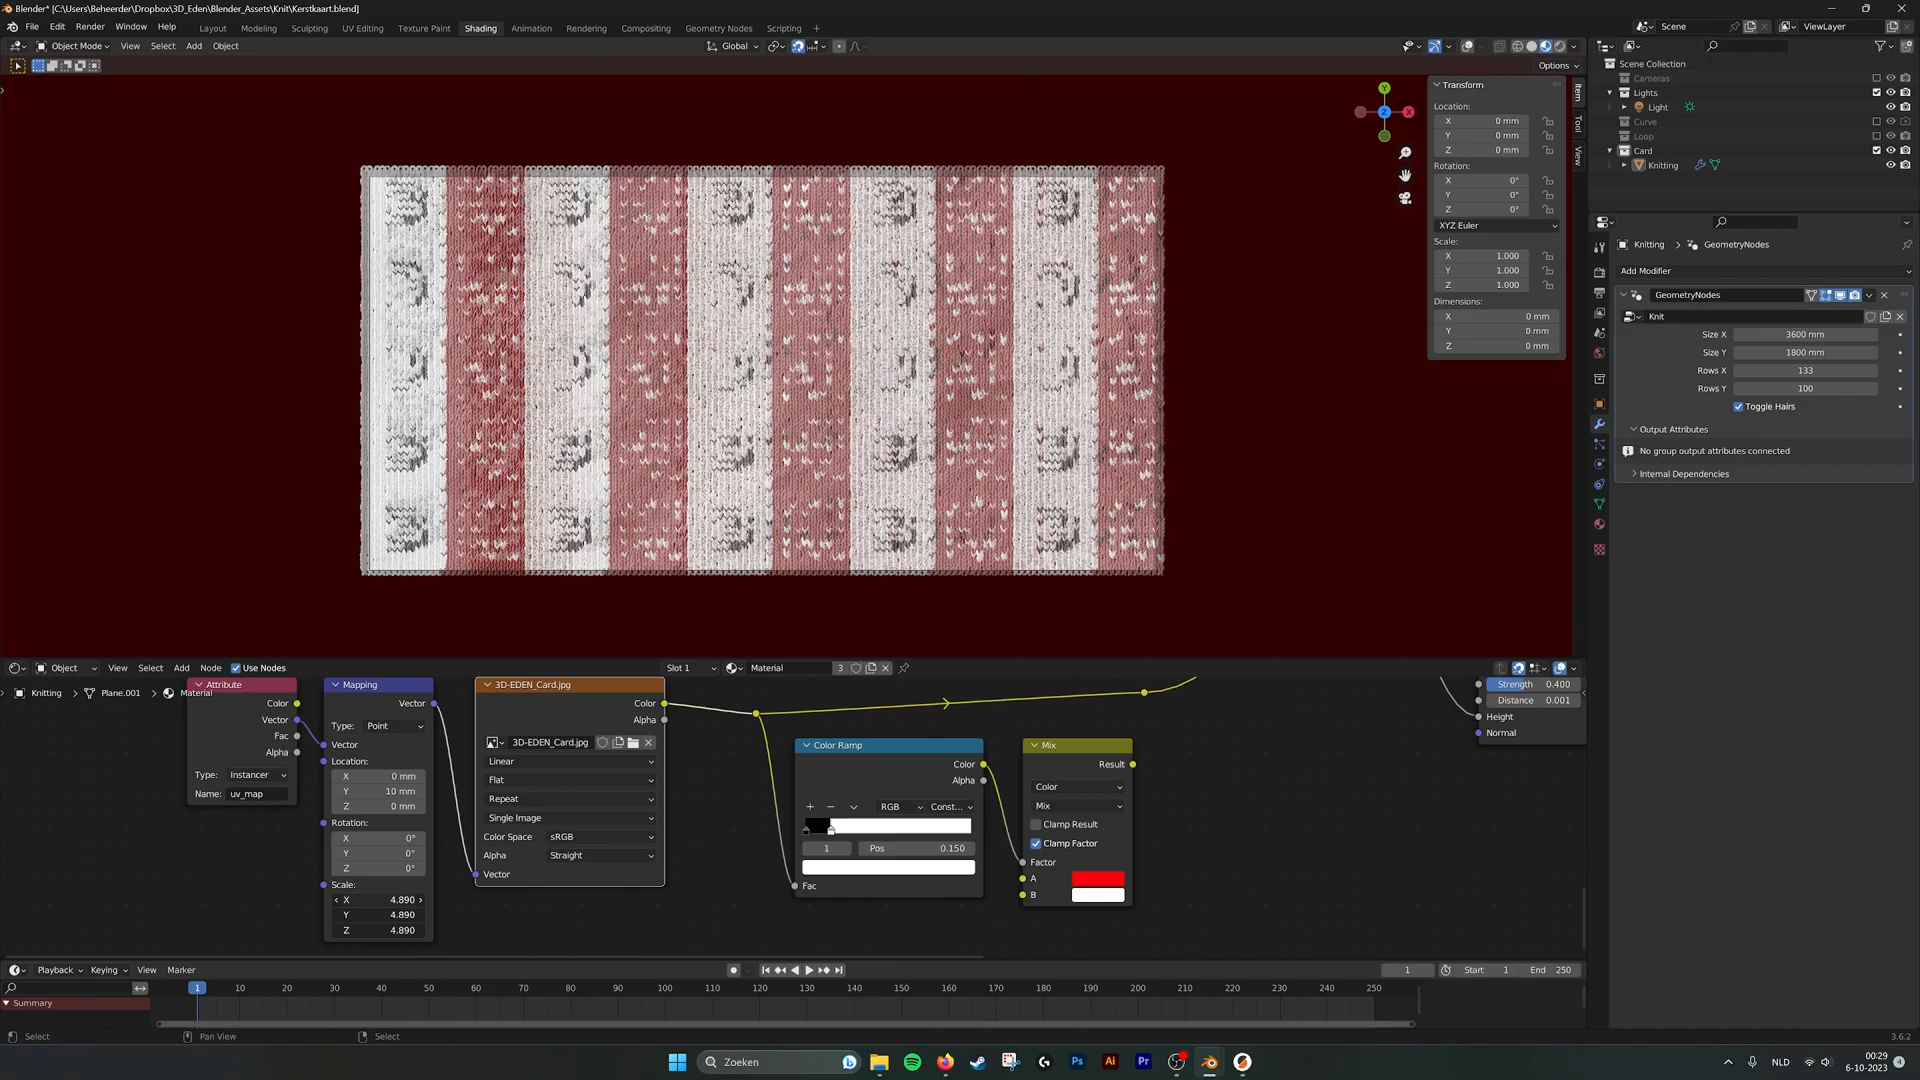 Blender* [C:\Users\Beheerder\Dropbox\3D_Eden\Blender_Assets\Knit\Kerstkaart.blend]
File Edit Render Window Help Layout Modeling Sculpting UV Editing Texture Paint Shading Animation Rendering Compositing Geometry Nodes Scripting + Scene ViewLayer
Object Mode View Select Add Object Global
Options
Scene Collection
Cameras
Lights
Light
Curve
Loop
Card
Knitting
Item
Tool
View
Y
Z
X
Transform
Location:
X 0 mm
Y 0 mm
Z 0 mm
Rotation:
X 0°
Y 0°
Z 0°
XYZ Euler
Scale:
X 1.000
Y 1.000
Z 1.000
Dimensions:
X 0 mm
Y 0 mm
Z 0 mm
Knitting > GeometryNodes
Add Modifier
GeometryNodes
Knit
Size X 3600 mm
Size Y 1800 mm
Rows X 133
Rows Y 100
Toggle Hairs
Output Attributes
No group output attributes connected
Internal Dependencies
Object View Select Add Node Use Nodes Slot 1 Material 3
Knitting > Plane.001 > Material
Attribute
Color
Vector
Fac
Alpha
Type: Instancer
Name: uv_map
Mapping
Vector
Type: Point
Vector
Location:
X 0 mm
Y 10 mm
Z 0 mm
Rotation:
X 0°
Y 0°
Z 0°
Scale:
X 4.890
Y 4.890
Z 4.890
3D-EDEN_Card.jpg
Color
Alpha
3D-EDEN_Card.jpg
Linear
Flat
Repeat
Single Image
Color Space sRGB
Alpha Straight
Vector
Color Ramp
Color
Alpha
+ − RGB Const...
1 Pos 0.150
Fac
Mix
Result
Color
Mix
Clamp Result
Clamp Factor
Factor
A
B
Strength 0.400
Distance 0.001
Height
Normal
Playback Keying View Marker 1 Start 1 End 250
1 10 20 30 40 50 60 70 80 90 100 110 120 130 140 150 160 170 180 190 200 210 220 230 240 250
Summary
Select Pan View Select 3.6.2
Zoeken Ps Ai Pr NLD 00:29
6-10-2023 4